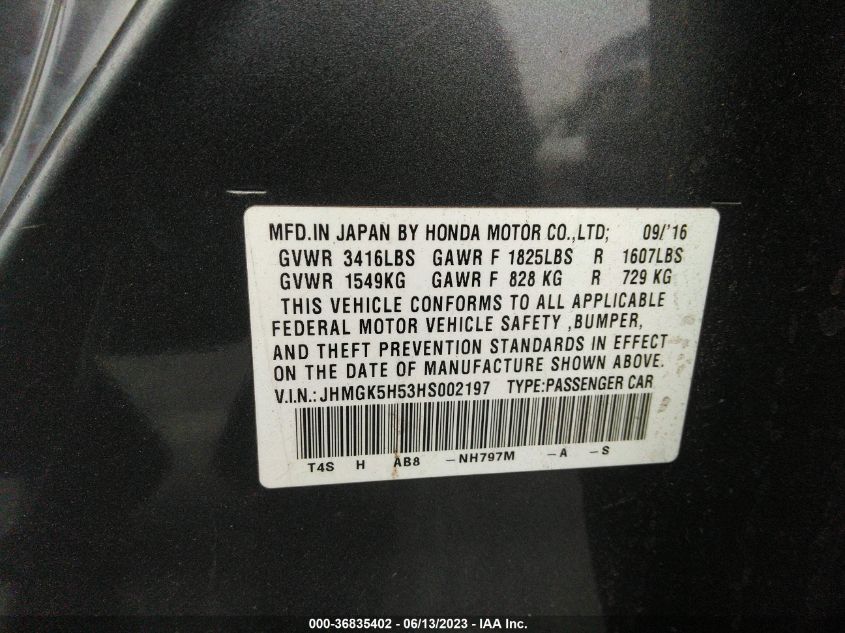 MFD.IN JAPAN BY HONDA MOTOR CO.,LTD; 09/'16
GVWR 3416LBS GAWR F 1825LBS R 1607LBS
GVWR 1549KG GAWR F 828 KG R 729 KG
THIS VEHICLE CONFORMS TO ALL APPLICABLE
FEDERAL MOTOR VEHICLE SAFETY ,BUMPER,
AND THEFT PREVENTION STANDARDS IN EFFECT
ON THE DATE OF MANUFACTURE SHOWN ABOVE.
V.I.N.: JHMGK5H53HS002197 TYPE:PASSENGER CAR
T4S H AB8 -NH797M -A -S
000-36835402 - 06/13/2023 - IAA Inc.